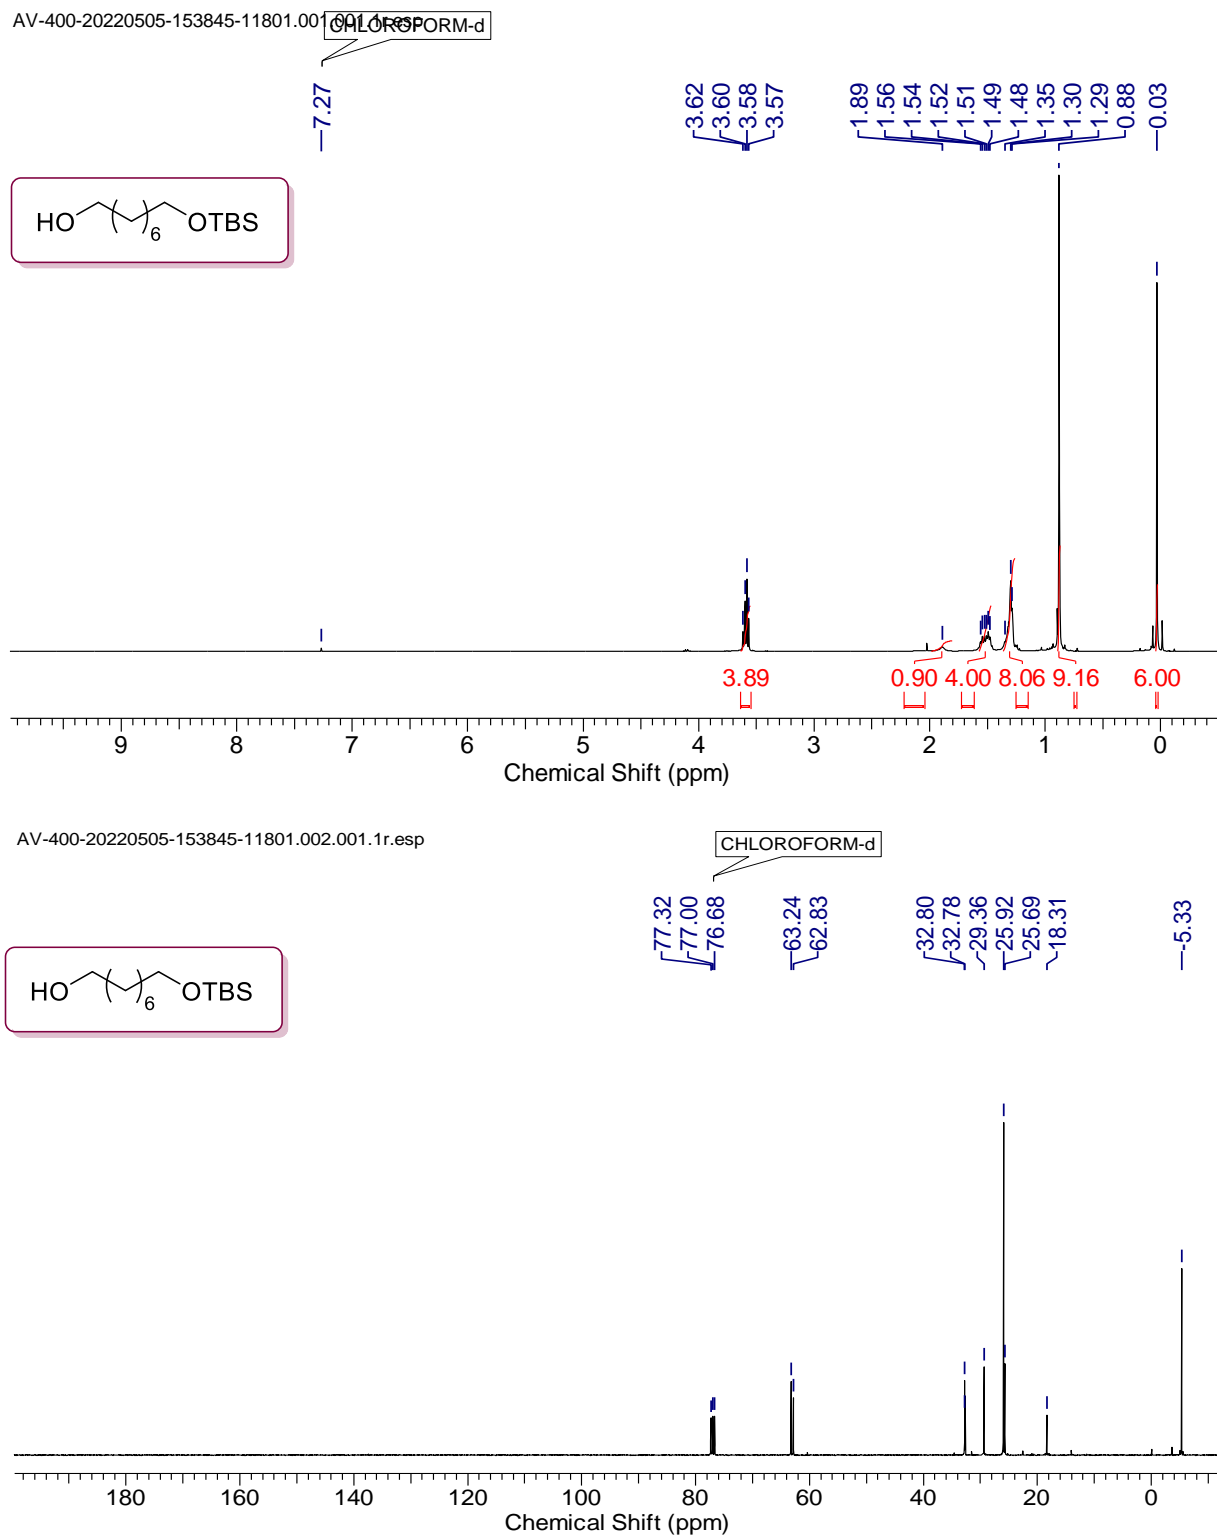 AV-400-20220505-153845-11801.001.001.1r.esp
CHLOROFORM-d
7.27
3.62
3.60
3.58
3.57
1.89
1.56
1.54
1.52
1.51
1.49
1.48
1.35
1.30
1.29
0.88
0.03
HO ( )6 OTBS
3.89 0.90 4.00 8.06 9.16 6.00
9 8 7 6 5 4 3 2 1 0
Chemical Shift (ppm)
AV-400-20220505-153845-11801.002.001.1r.esp
CHLOROFORM-d
77.32
77.00
76.68
63.24
62.83
32.80
32.78
29.36
25.92
25.69
18.31
-5.33
HO ( )6 OTBS
180 160 140 120 100 80 60 40 20 0
Chemical Shift (ppm)